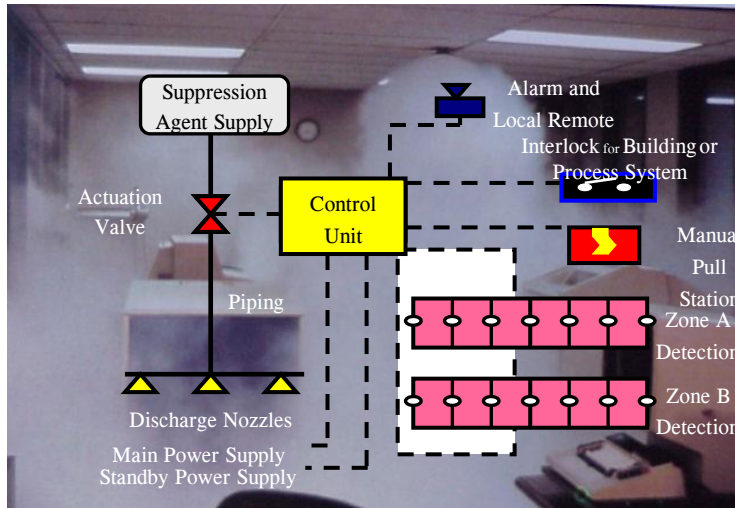 Suppression
Agent Supply
Alarm and
Local Remote
Interlock for Building or
Process System
Actuation
Valve
Control
Unit
Manua
Pull
Station
Piping
Zone A
Detection
Zone B
Detection
Discharge Nozzles
Main Power Supply
Standby Power Supply